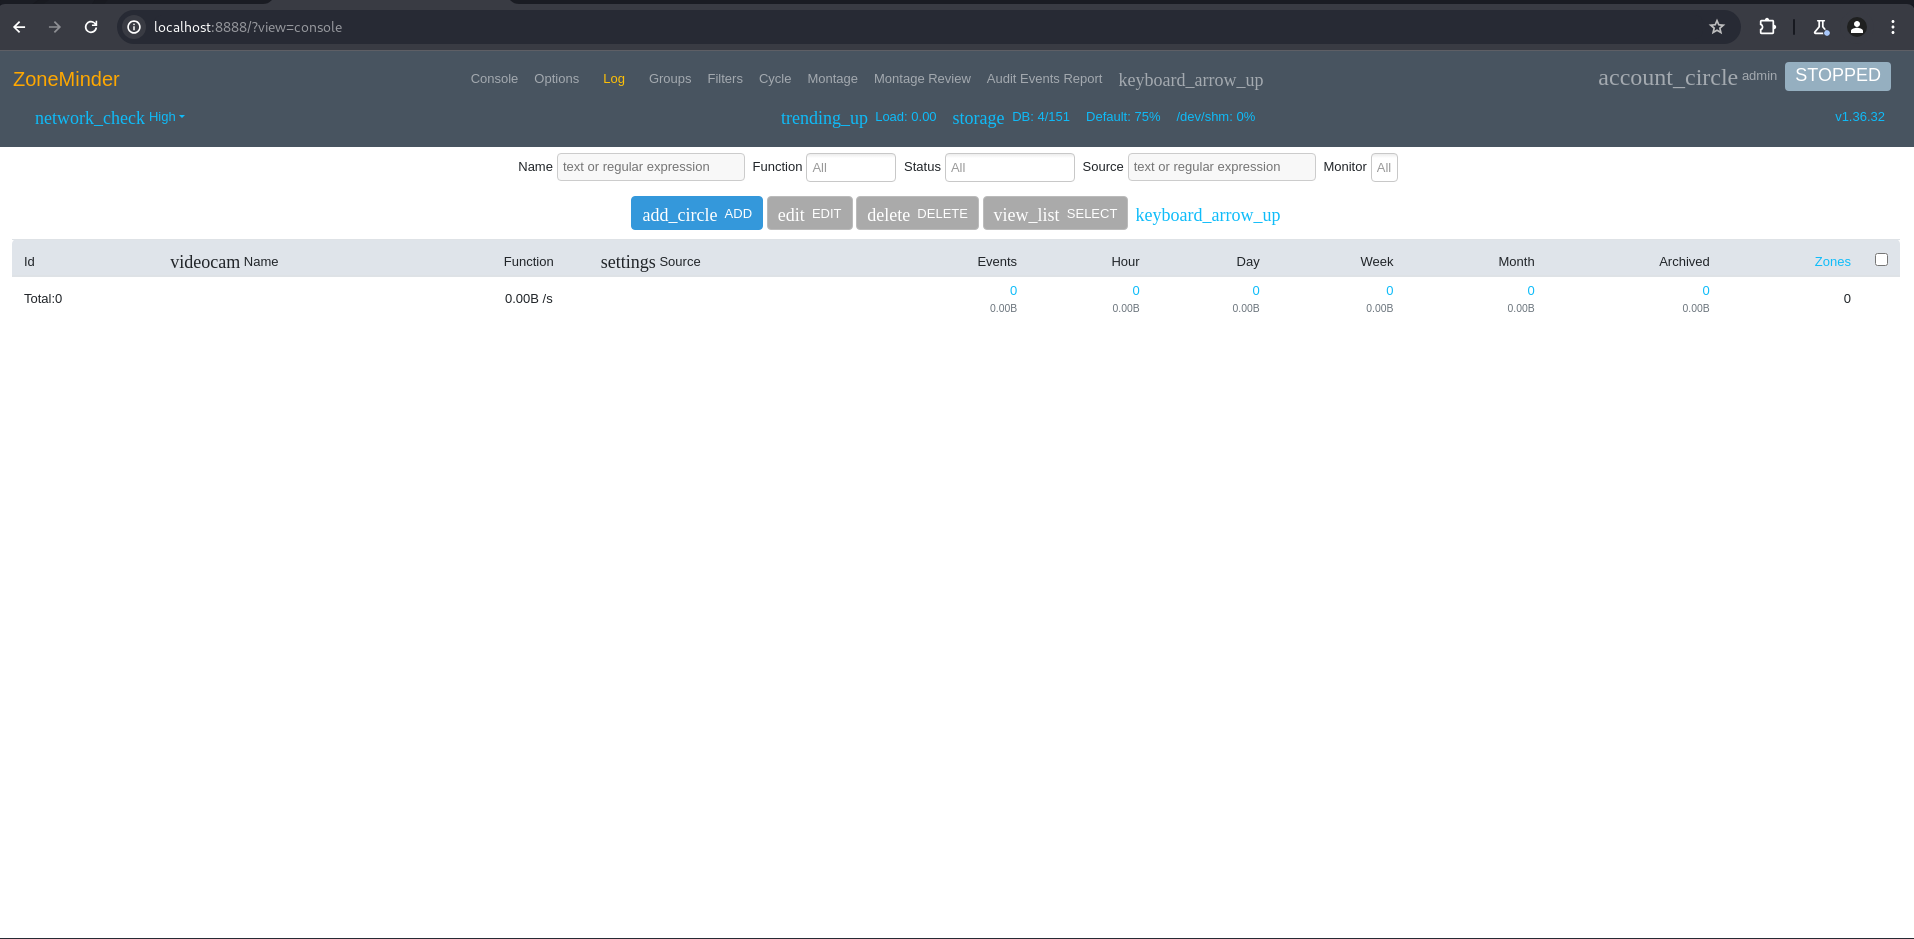 localhost:8888/?view=console
ZoneMinder Console Options Log Groups Filters Cycle Montage Montage Review Audit Events Report keyboard_arrow_up account_circle admin STOPPED
network_check High trending_up Load: 0.00 storage DB: 4/151 Default: 75% /dev/shm: 0% v1.36.32
Name text or regular expression Function All Status All Source text or regular expression Monitor All
add_circle ADD edit EDIT delete DELETE view_list SELECT keyboard_arrow_up
Id videocam Name Function settings Source Events Hour Day Week Month Archived Zones
Total:0 0.00B /s 0 0 0 0 0 0 0
0.00B 0.00B 0.00B 0.00B 0.00B 0.00B